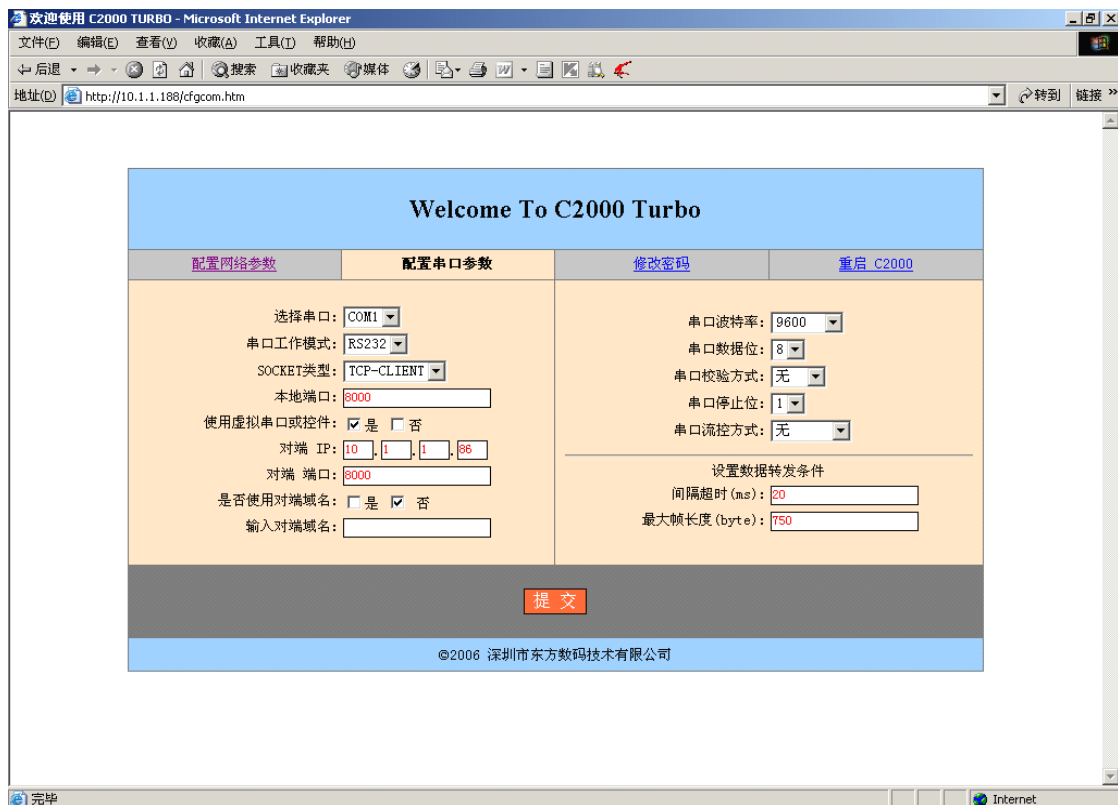 欢迎使用 C2000 TURBO - Microsoft Internet Explorer
文件(F) 编辑(E) 查看(V) 收藏(A) 工具(T) 帮助(H)
后退 搜索 收藏夹 媒体
地址(D) http://10.1.1.188/cfgcom.htm 转到 链接 »
Welcome To C2000 Turbo
配置网络参数 配置串口参数 修改密码 重启 C2000
选择串口: COM1
串口工作模式: RS232
SOCKET类型: TCP-CLIENT
本地端口: 8000
使用虚拟串口或控件: 是 否
对端 IP: 10 . 1 . 1 . 86
对端 端口: 8000
是否使用对端域名: 是 否
输入对端域名:
串口波特率: 9600
串口数据位: 8
串口校验方式: 无
串口停止位: 1
串口流控方式: 无
设置数据转发条件
间隔超时(ms): 20
最大帧长度(byte): 750
提 交
©2006 深圳市东方数码技术有限公司
完毕 Internet